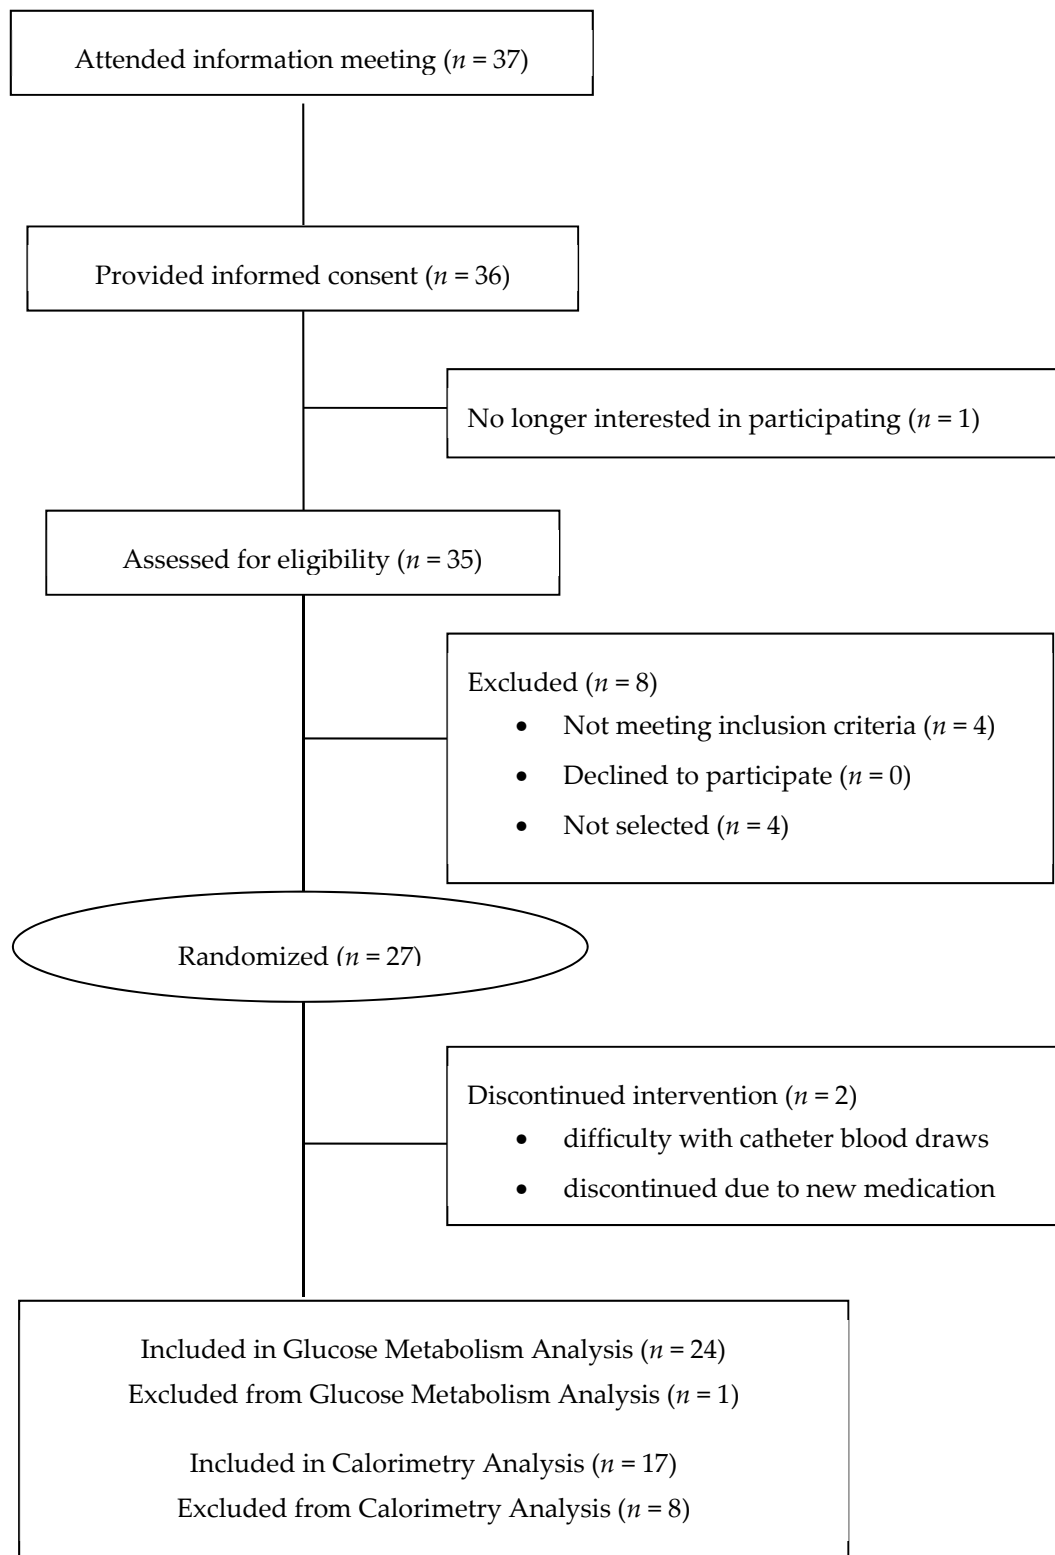 Attended information meeting (n = 37)
Provided informed consent (n = 36)
No longer interested in participating (n = 1)
Assessed for eligibility (n = 35)
Excluded (n = 8)
• Not meeting inclusion criteria (n = 4)
• Declined to participate (n = 0)
• Not selected (n = 4)
Randomized (n = 27)
Discontinued intervention (n = 2)
• difficulty with catheter blood draws
• discontinued due to new medication
Included in Glucose Metabolism Analysis (n = 24)
Excluded from Glucose Metabolism Analysis (n = 1)
Included in Calorimetry Analysis (n = 17)
Excluded from Calorimetry Analysis (n = 8)